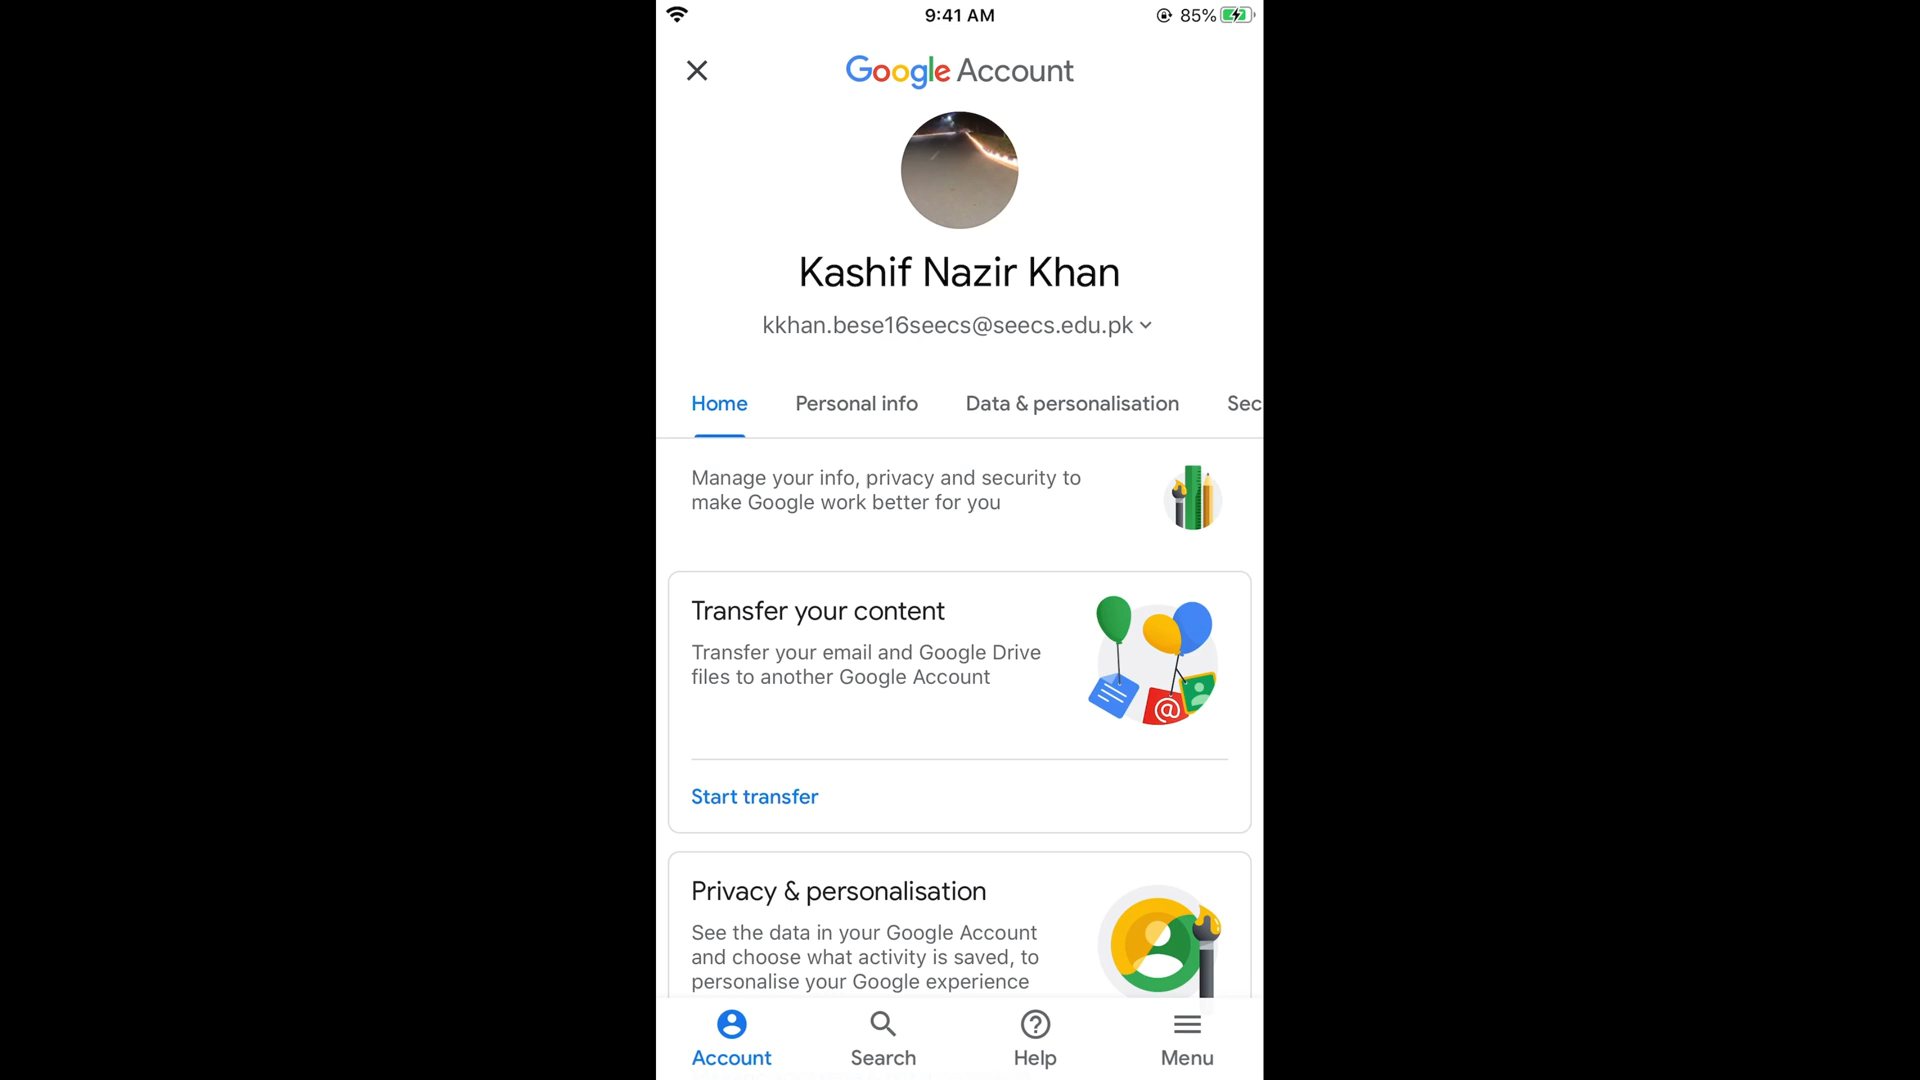 9:41 AM
85%
Google Account
Kashif Nazir Khan
kkhan.bese16seecs@seecs.edu.pk
Home Personal info Data & personalisation Sec
Manage your info, privacy and security to
make Google work better for you
Transfer your content
Transfer your email and Google Drive
files to another Google Account
Start transfer
Privacy & personalisation
See the data in your Google Account
and choose what activity is saved, to
personalise your Google experience
Account Search Help Menu